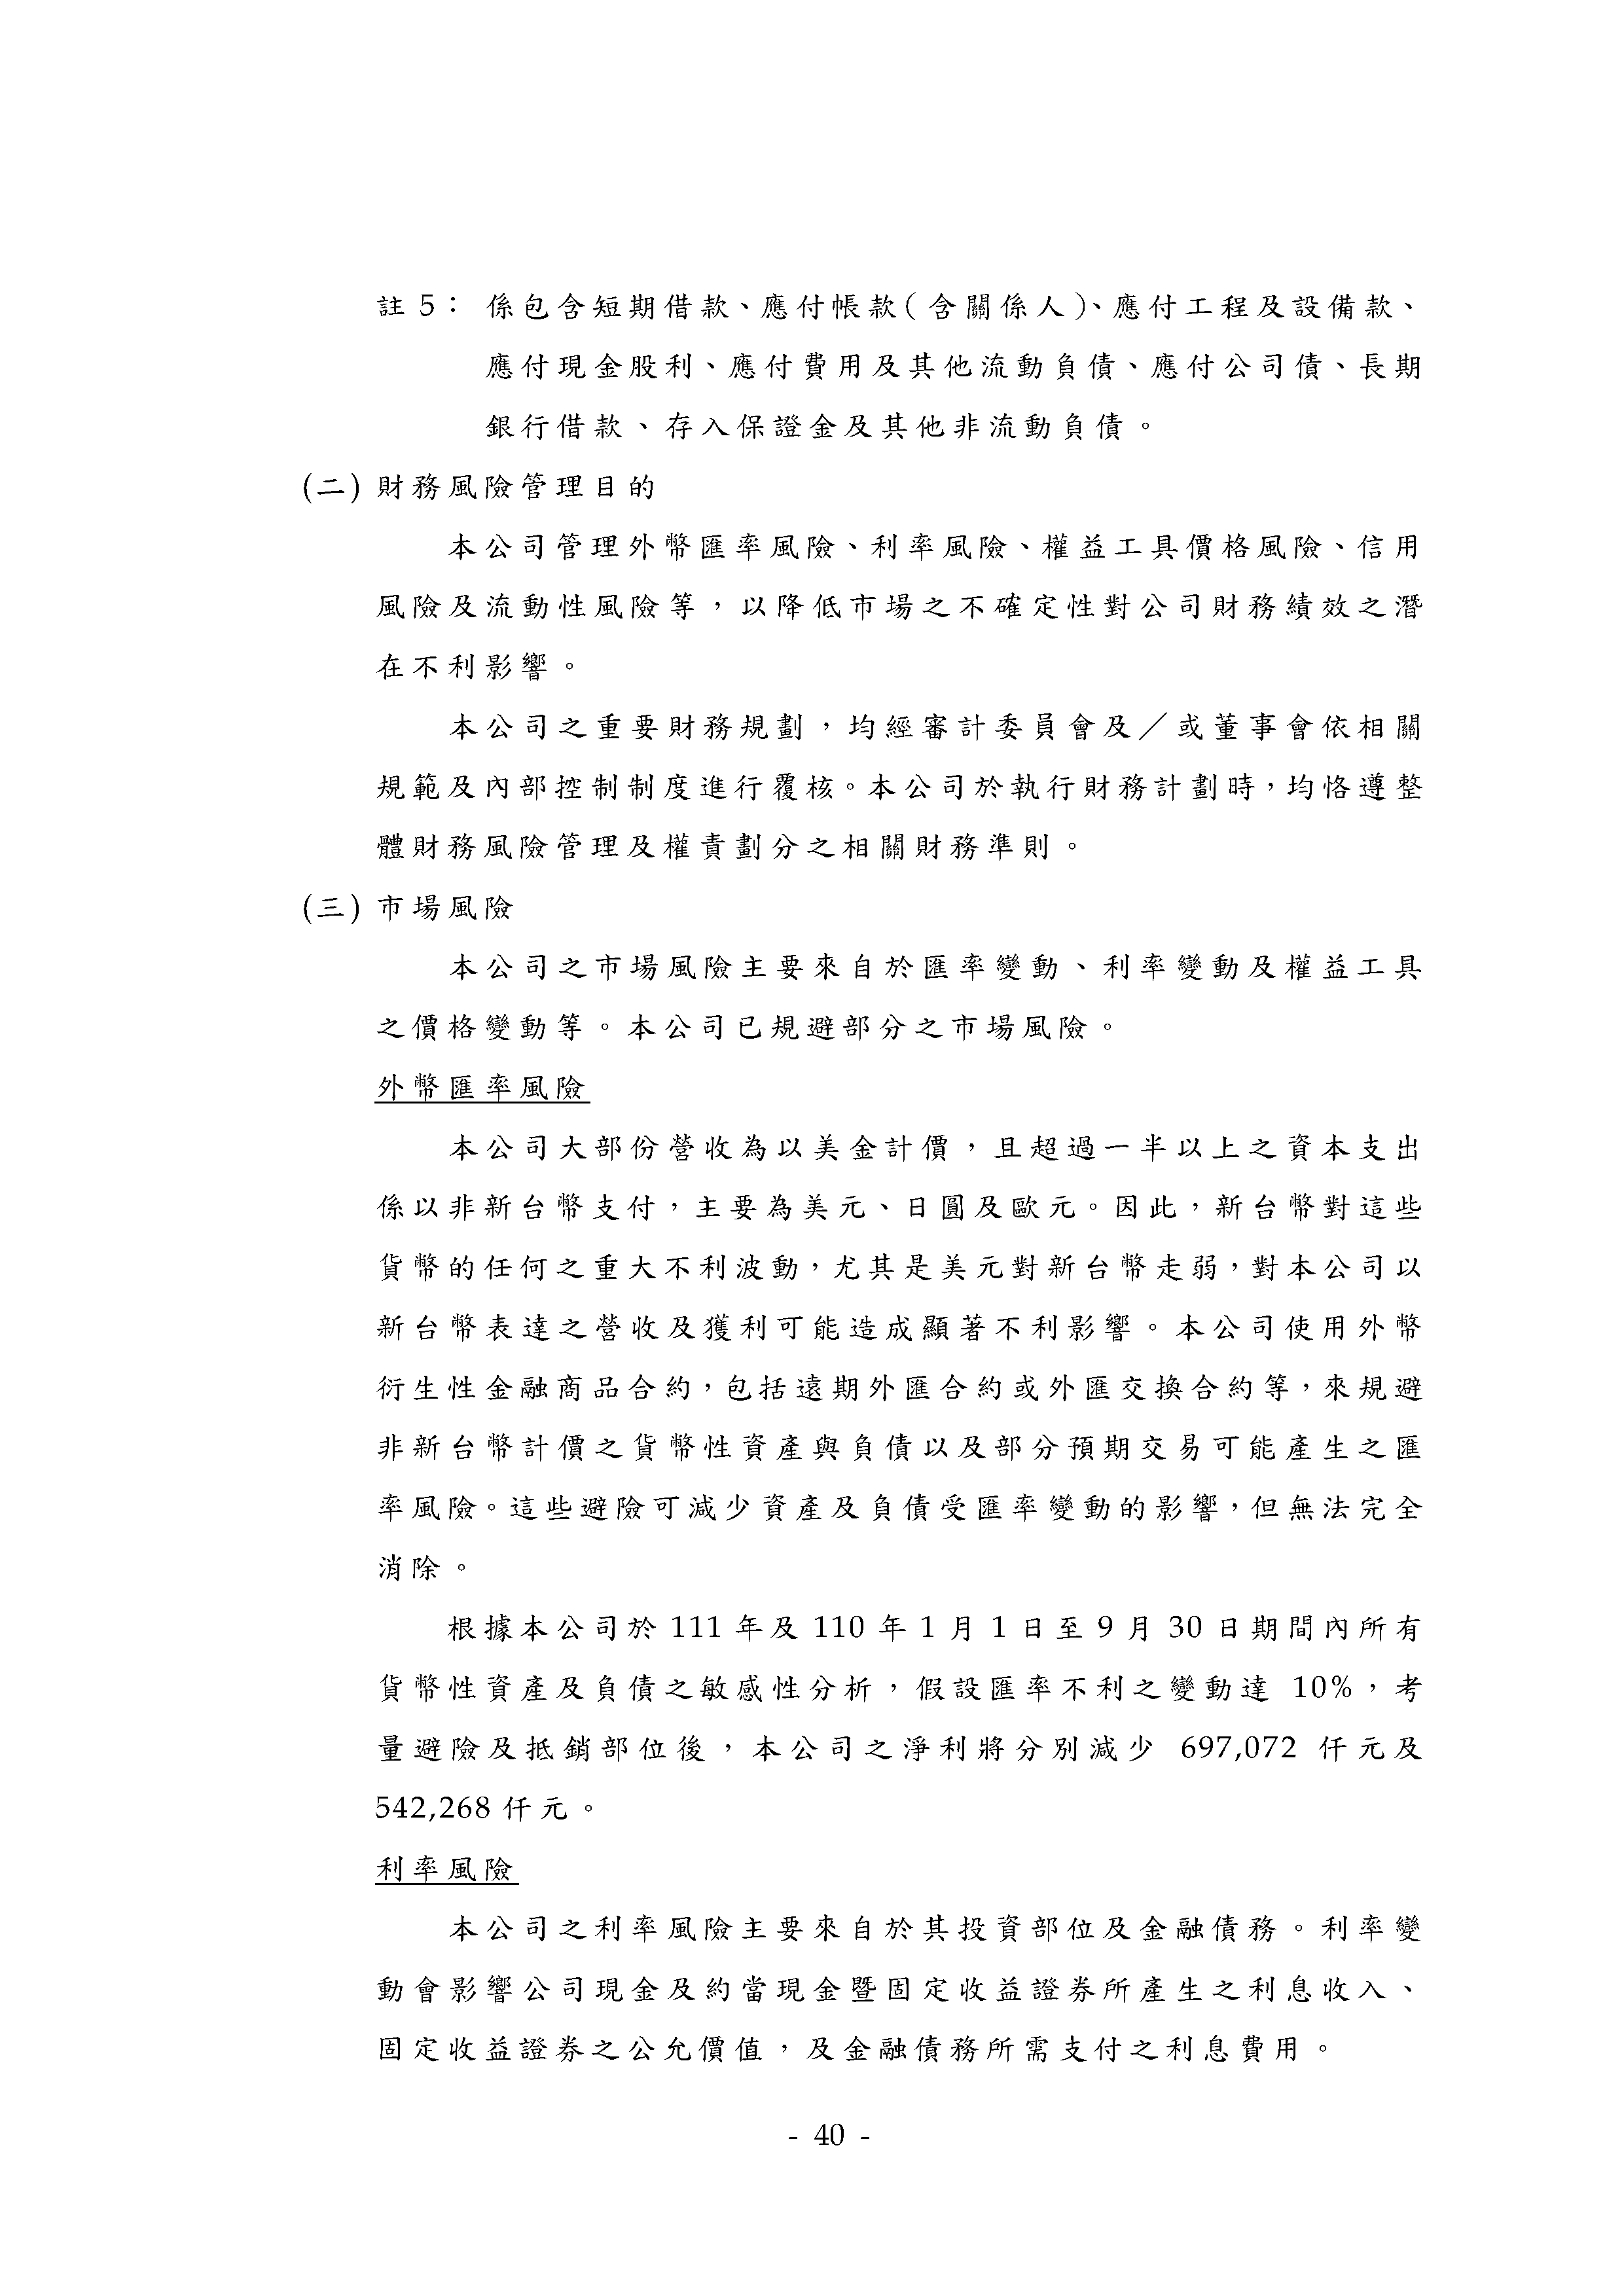 註 5： 係包含短期借款、應付帳款(含關係人)、應付工程及設備款、
應付現金股利、應付費用及其他流動負債、應付公司債、長期
銀行借款、存入保證金及其他非流動負債。
(二) 財務風險管理目的
本公司管理外幣匯率風險、利率風險、權益工具價格風險、信用
風險及流動性風險等，以降低市場之不確定性對公司財務績效之潛
在不利影響。
本公司之重要財務規劃，均經審計委員會及／或董事會依相關
規範及內部控制制度進行覆核。本公司於執行財務計劃時，均恪遵整
體財務風險管理及權責劃分之相關財務準則。
(三) 市場風險
本公司之市場風險主要來自於匯率變動、利率變動及權益工具
之價格變動等。本公司已規避部分之市場風險。
外幣匯率風險
本公司大部份營收為以美金計價，且超過一半以上之資本支出
係以非新台幣支付，主要為美元、日圓及歐元。因此，新台幣對這些
貨幣的任何之重大不利波動，尤其是美元對新台幣走弱，對本公司以
新台幣表達之營收及獲利可能造成顯著不利影響。本公司使用外幣
衍生性金融商品合約，包括遠期外匯合約或外匯交換合約等，來規避
非新台幣計價之貨幣性資產與負債以及部分預期交易可能產生之匯
率風險。這些避險可減少資產及負債受匯率變動的影響，但無法完全
消除。
根據本公司於 111 年及 110 年 1 月 1 日至 9 月 30 日期間內所有
貨幣性資產及負債之敏感性分析，假設匯率不利之變動達 10%，考
量避險及抵銷部位後，本公司之淨利將分別減少 697,072 仟元及
542,268 仟元。
利率風險
本公司之利率風險主要來自於其投資部位及金融債務。利率變
動會影響公司現金及約當現金暨固定收益證券所產生之利息收入、
固定收益證券之公允價值，及金融債務所需支付之利息費用。
- 40 -